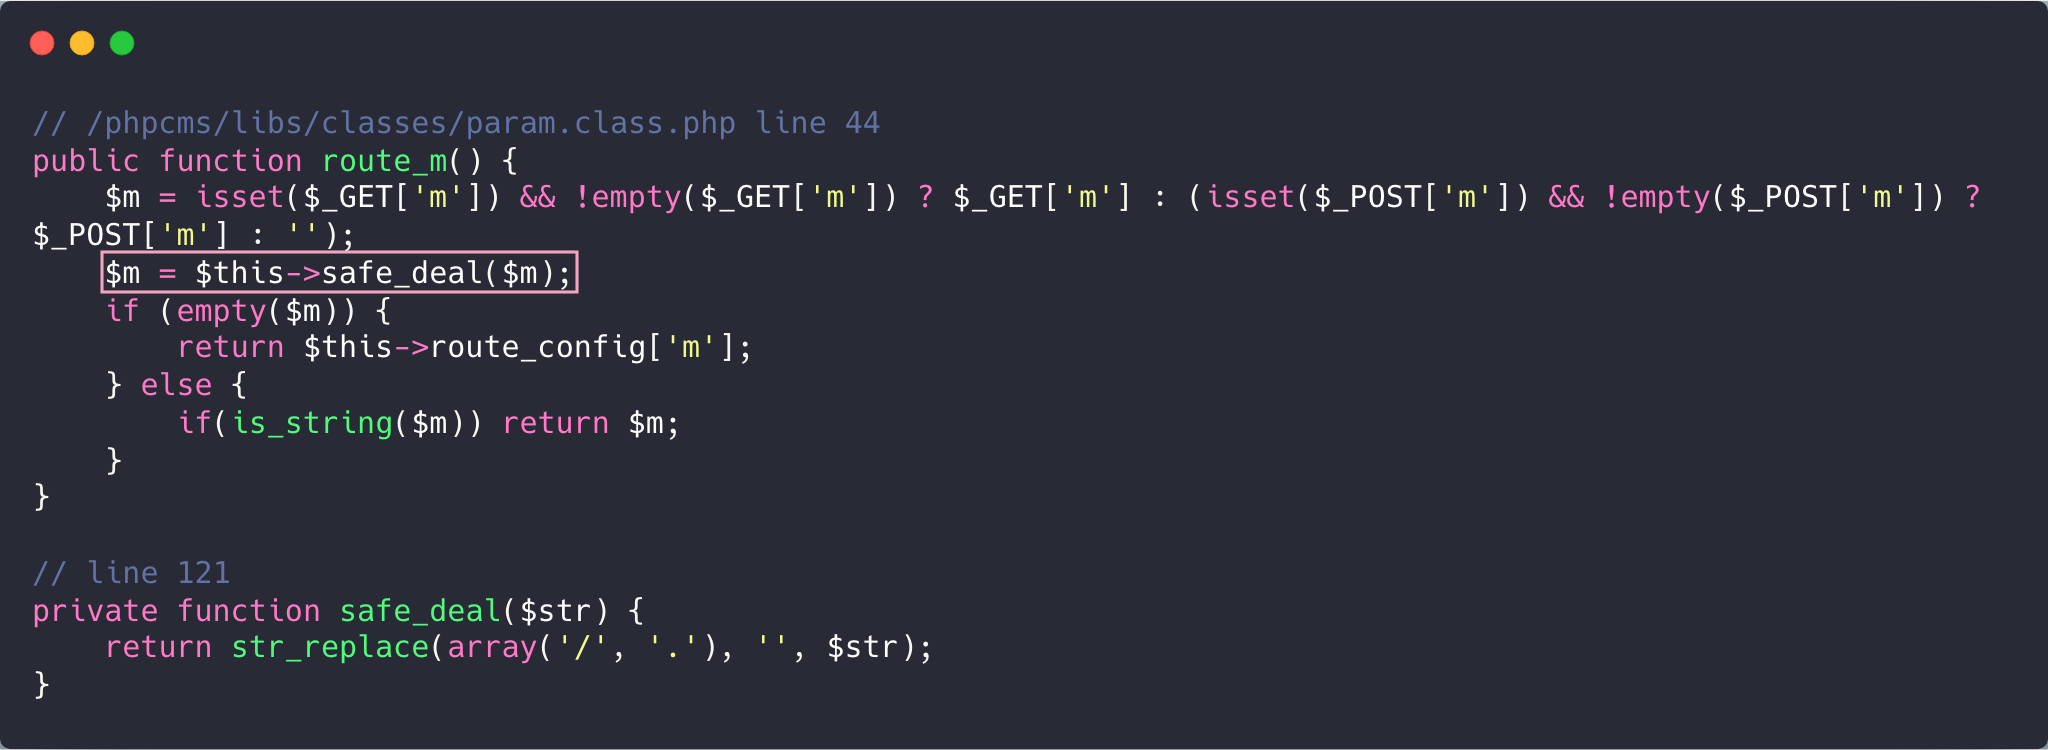 // /phpcms/libs/classes/param.class.php line 44
public function route_m() {
    $m = isset($_GET['m']) && !empty($_GET['m']) ? $_GET['m'] : (isset($_POST['m']) && !empty($_POST['m']) ?
$_POST['m'] : '');
    $m = $this->safe_deal($m);
    if (empty($m)) {
        return $this->route_config['m'];
    } else {
        if(is_string($m)) return $m;
    }
}

// line 121
private function safe_deal($str) {
    return str_replace(array('/', '.'), '', $str);
}